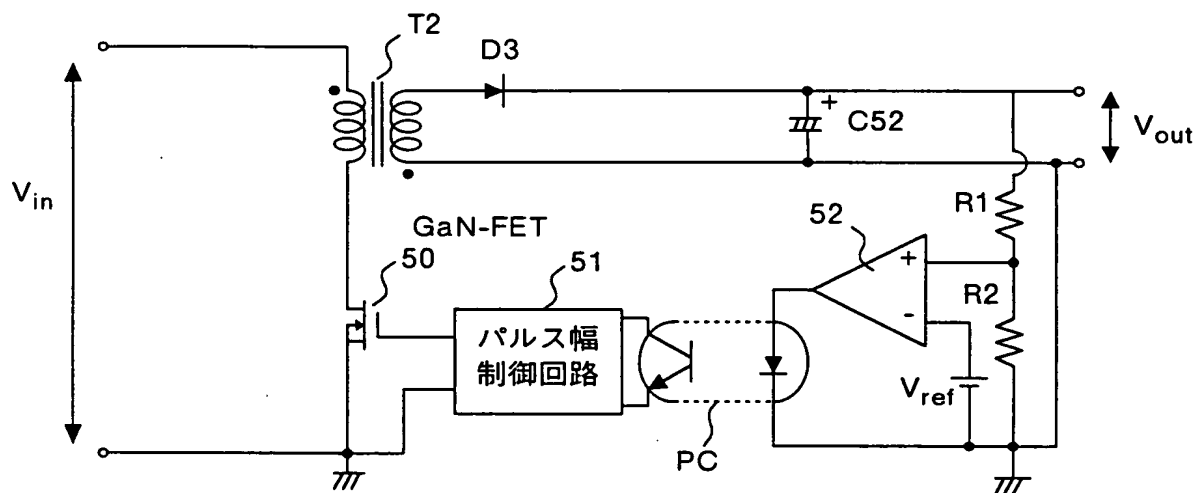 T2
D3
+
C52
Vout
Vin
R1
GaN-FET
52
50
51
+
R2
-
パルス幅
制御回路
Vref
PC